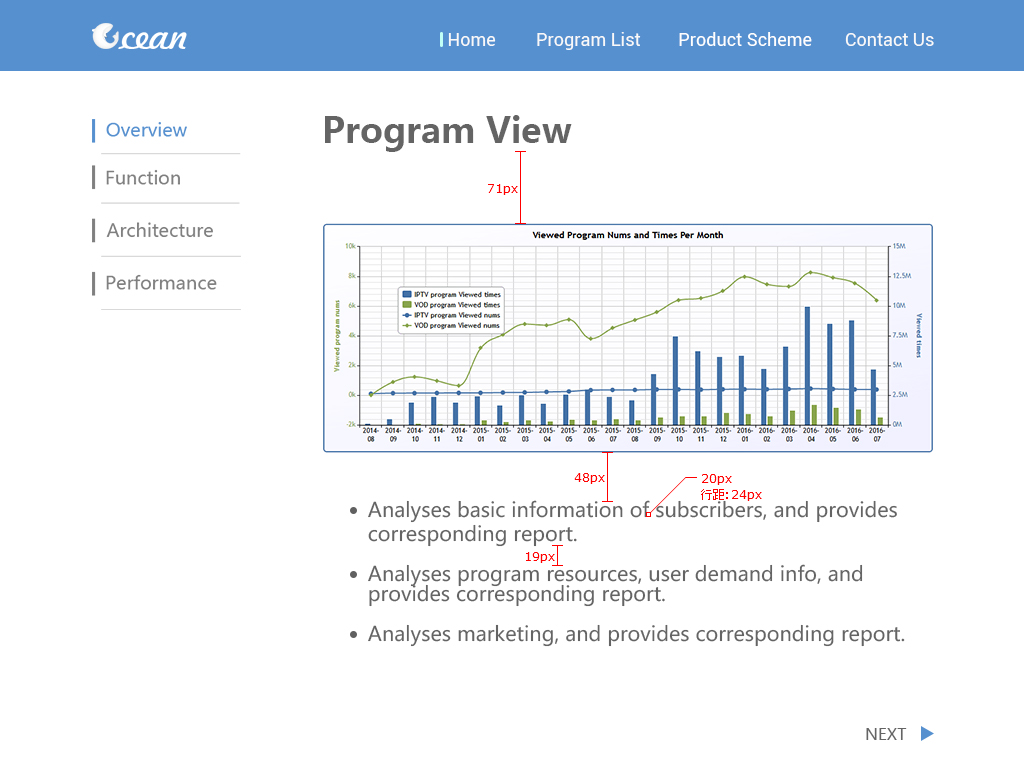 Ocean
Home Program List Product Scheme Contact Us
Overview
Function
Architecture
Performance
Program View
71px
Viewed Program Nums and Times Per Month
10k
8k
6k
4k
2k
0k
-2k
Viewed program nums
IPTV program Viewed times
VOD program Viewed times
IPTV program Viewed nums
VOD program Viewed nums
15M
12.5M
10M
7.5M
5M
2.5M
0M
Viewed times
2014- 2014- 2014- 2014- 2014- 2015- 2015- 2015- 2015- 2015- 2015- 2015- 2015- 2015- 2015- 2015- 2015- 2016- 2016- 2016- 2016- 2016- 2016- 2016-
08 09 10 11 12 01 02 03 04 05 06 07 08 09 10 11 12 01 02 03 04 05 06 07
48px
20px
行距: 24px
• Analyses basic information of subscribers, and provides
corresponding report.
19px
• Analyses program resources, user demand info, and
provides corresponding report.
• Analyses marketing, and provides corresponding report.
NEXT